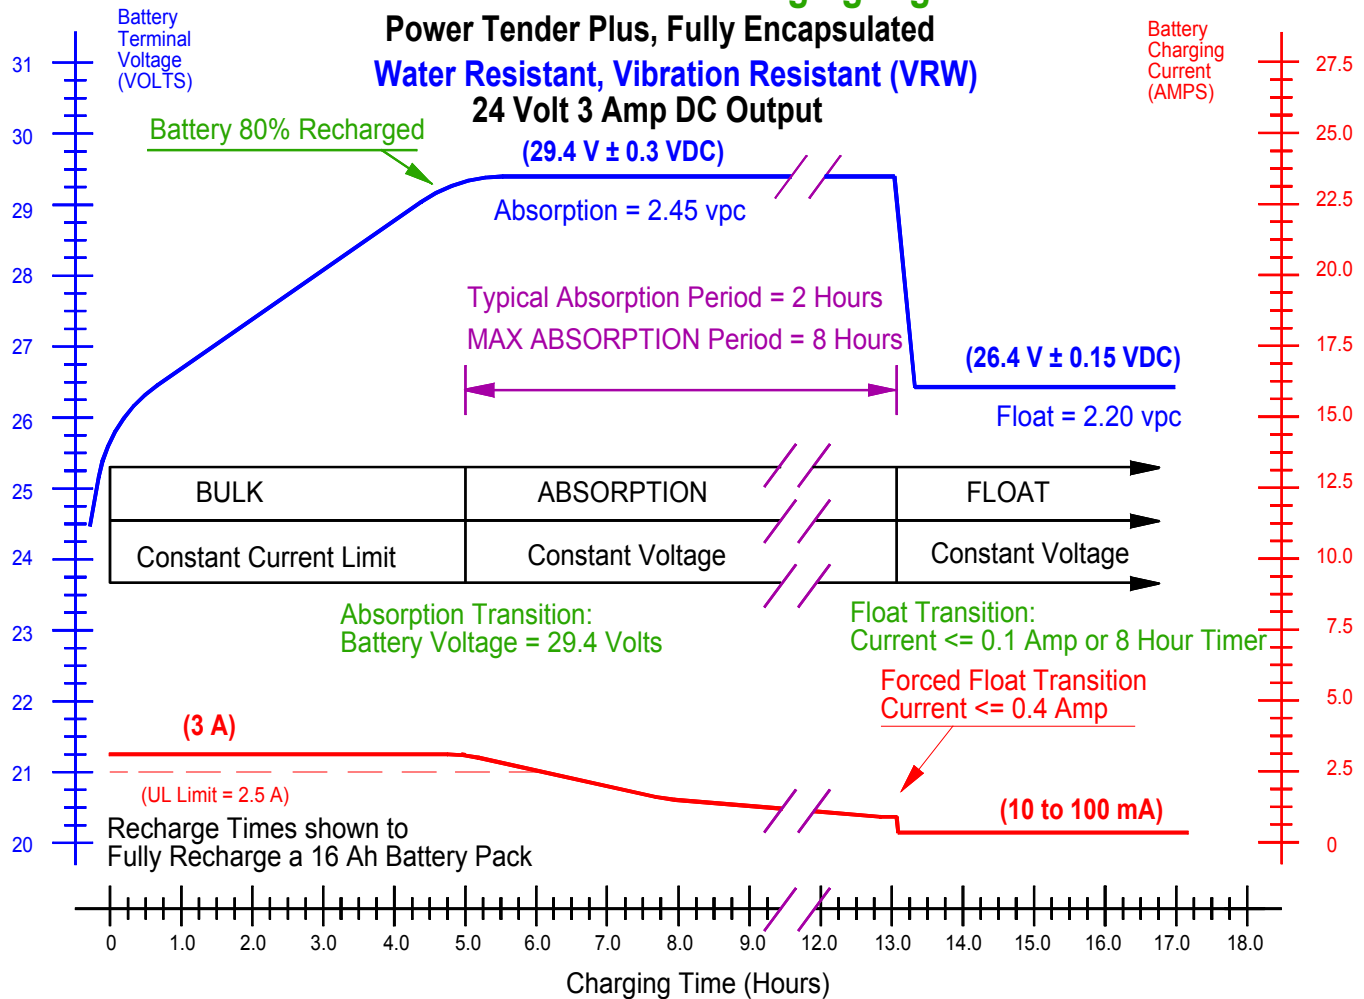 Battery
Terminal
Voltage
(VOLTS)
Power Tender Plus, Fully Encapsulated
Water Resistant, Vibration Resistant (VRW)
24 Volt 3 Amp DC Output
Battery
Charging
Current
(AMPS)
31
30
29
28
27
26
25
24
23
22
21
20
27.5
25.0
22.5
20.0
17.5
15.0
12.5
10.0
7.5
5.0
2.5
0
Battery 80% Recharged
(29.4 V ± 0.3 VDC)
Absorption = 2.45 vpc
Typical Absorption Period = 2 Hours
MAX ABSORPTION Period = 8 Hours
(26.4 V ± 0.15 VDC)
Float = 2.20 vpc
BULK
ABSORPTION
FLOAT
Constant Current Limit
Constant Voltage
Constant Voltage
Absorption Transition:
Battery Voltage = 29.4 Volts
Float Transition:
Current <= 0.1 Amp or 8 Hour Timer
Forced Float Transition
Current <= 0.4 Amp
(3 A)
(UL Limit = 2.5 A)
(10 to 100 mA)
Recharge Times shown to
Fully Recharge a 16 Ah Battery Pack
0 1.0 2.0 3.0 4.0 5.0 6.0 7.0 8.0 9.0 12.0 13.0 14.0 15.0 16.0 17.0 18.0
Charging Time (Hours)